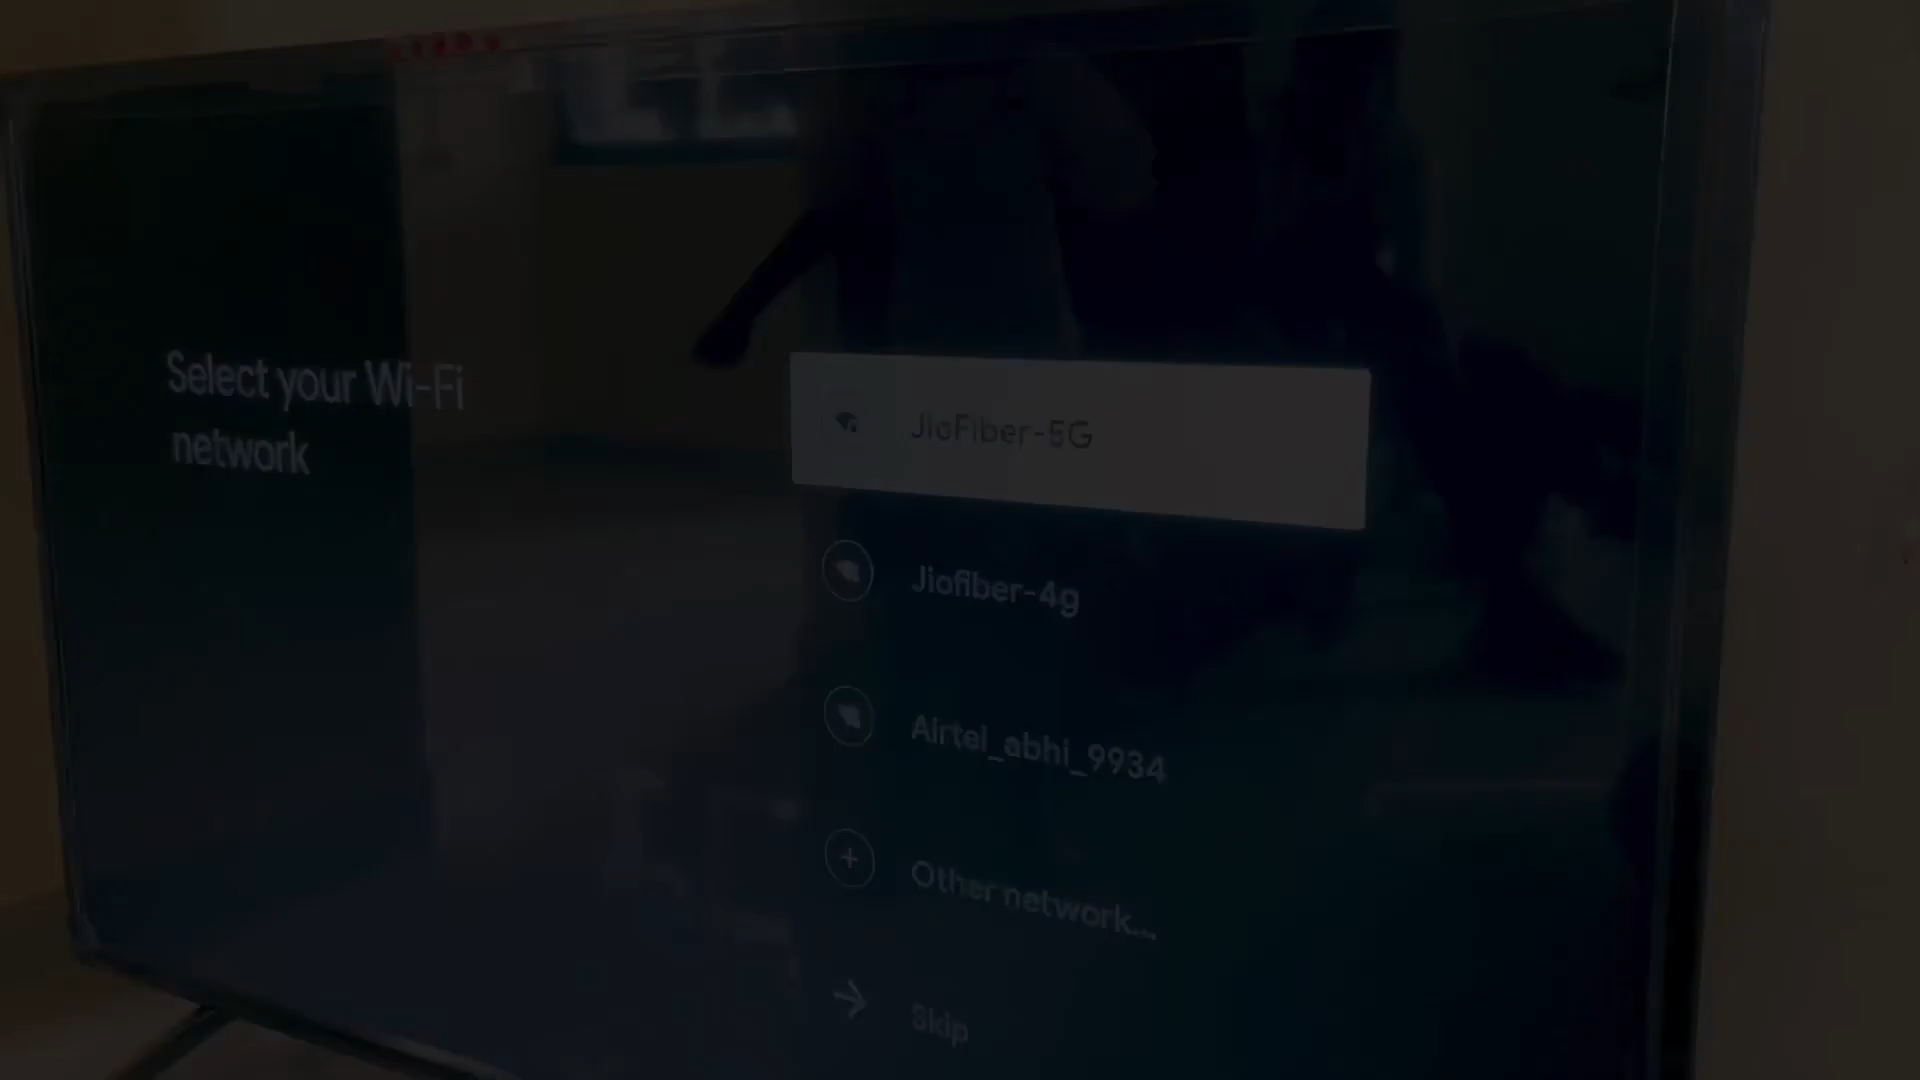 Select your Wi-Fi
network
JioFiber-5G
Jiofiber-4g
Airtel_abhi_9934
Other network...
Skip